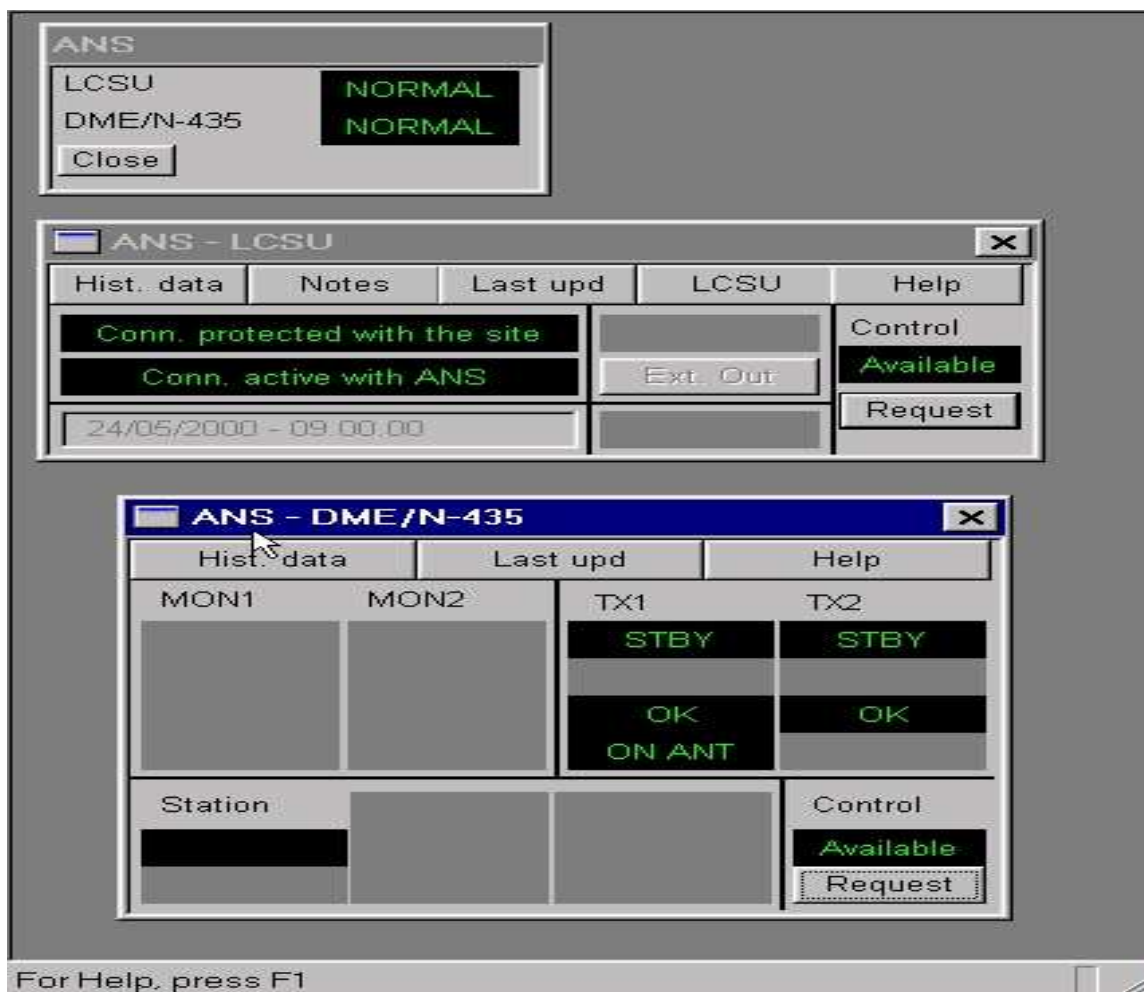 ANS
LCSU NORMAL
DME/N-435 NORMAL
Close
ANS - LCSU
Hist. data Notes Last upd LCSU Help
Conn. protected with the site
Control
Conn. active with ANS
Ext. Out
Available
24/05/2000 - 09.00.00
Request
ANS - DME/N-435
Hist. data Last upd Help
MON1 MON2 TX1 TX2
STBY STBY
OK OK
ON ANT
Station Control
Available
Request
For Help, press F1